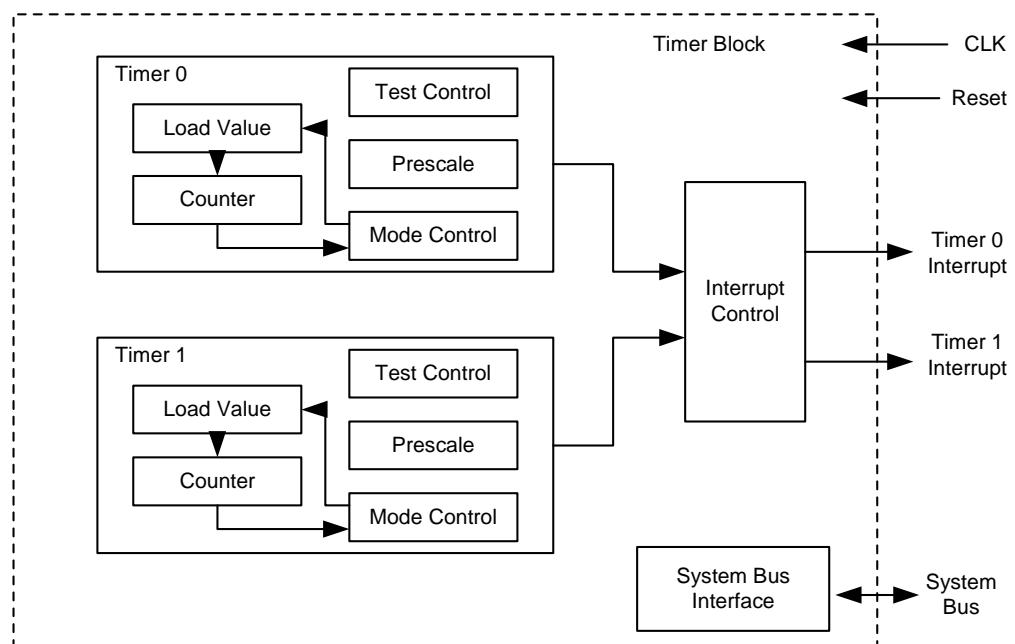 Timer Block
CLK
Reset
Timer 0
Test Control
Load Value
Prescale
Counter
Mode Control
Interrupt
Control
Timer 0
Interrupt
Timer 1
Interrupt
Timer 1
Test Control
Load Value
Prescale
Counter
Mode Control
System Bus
Interface
System
Bus